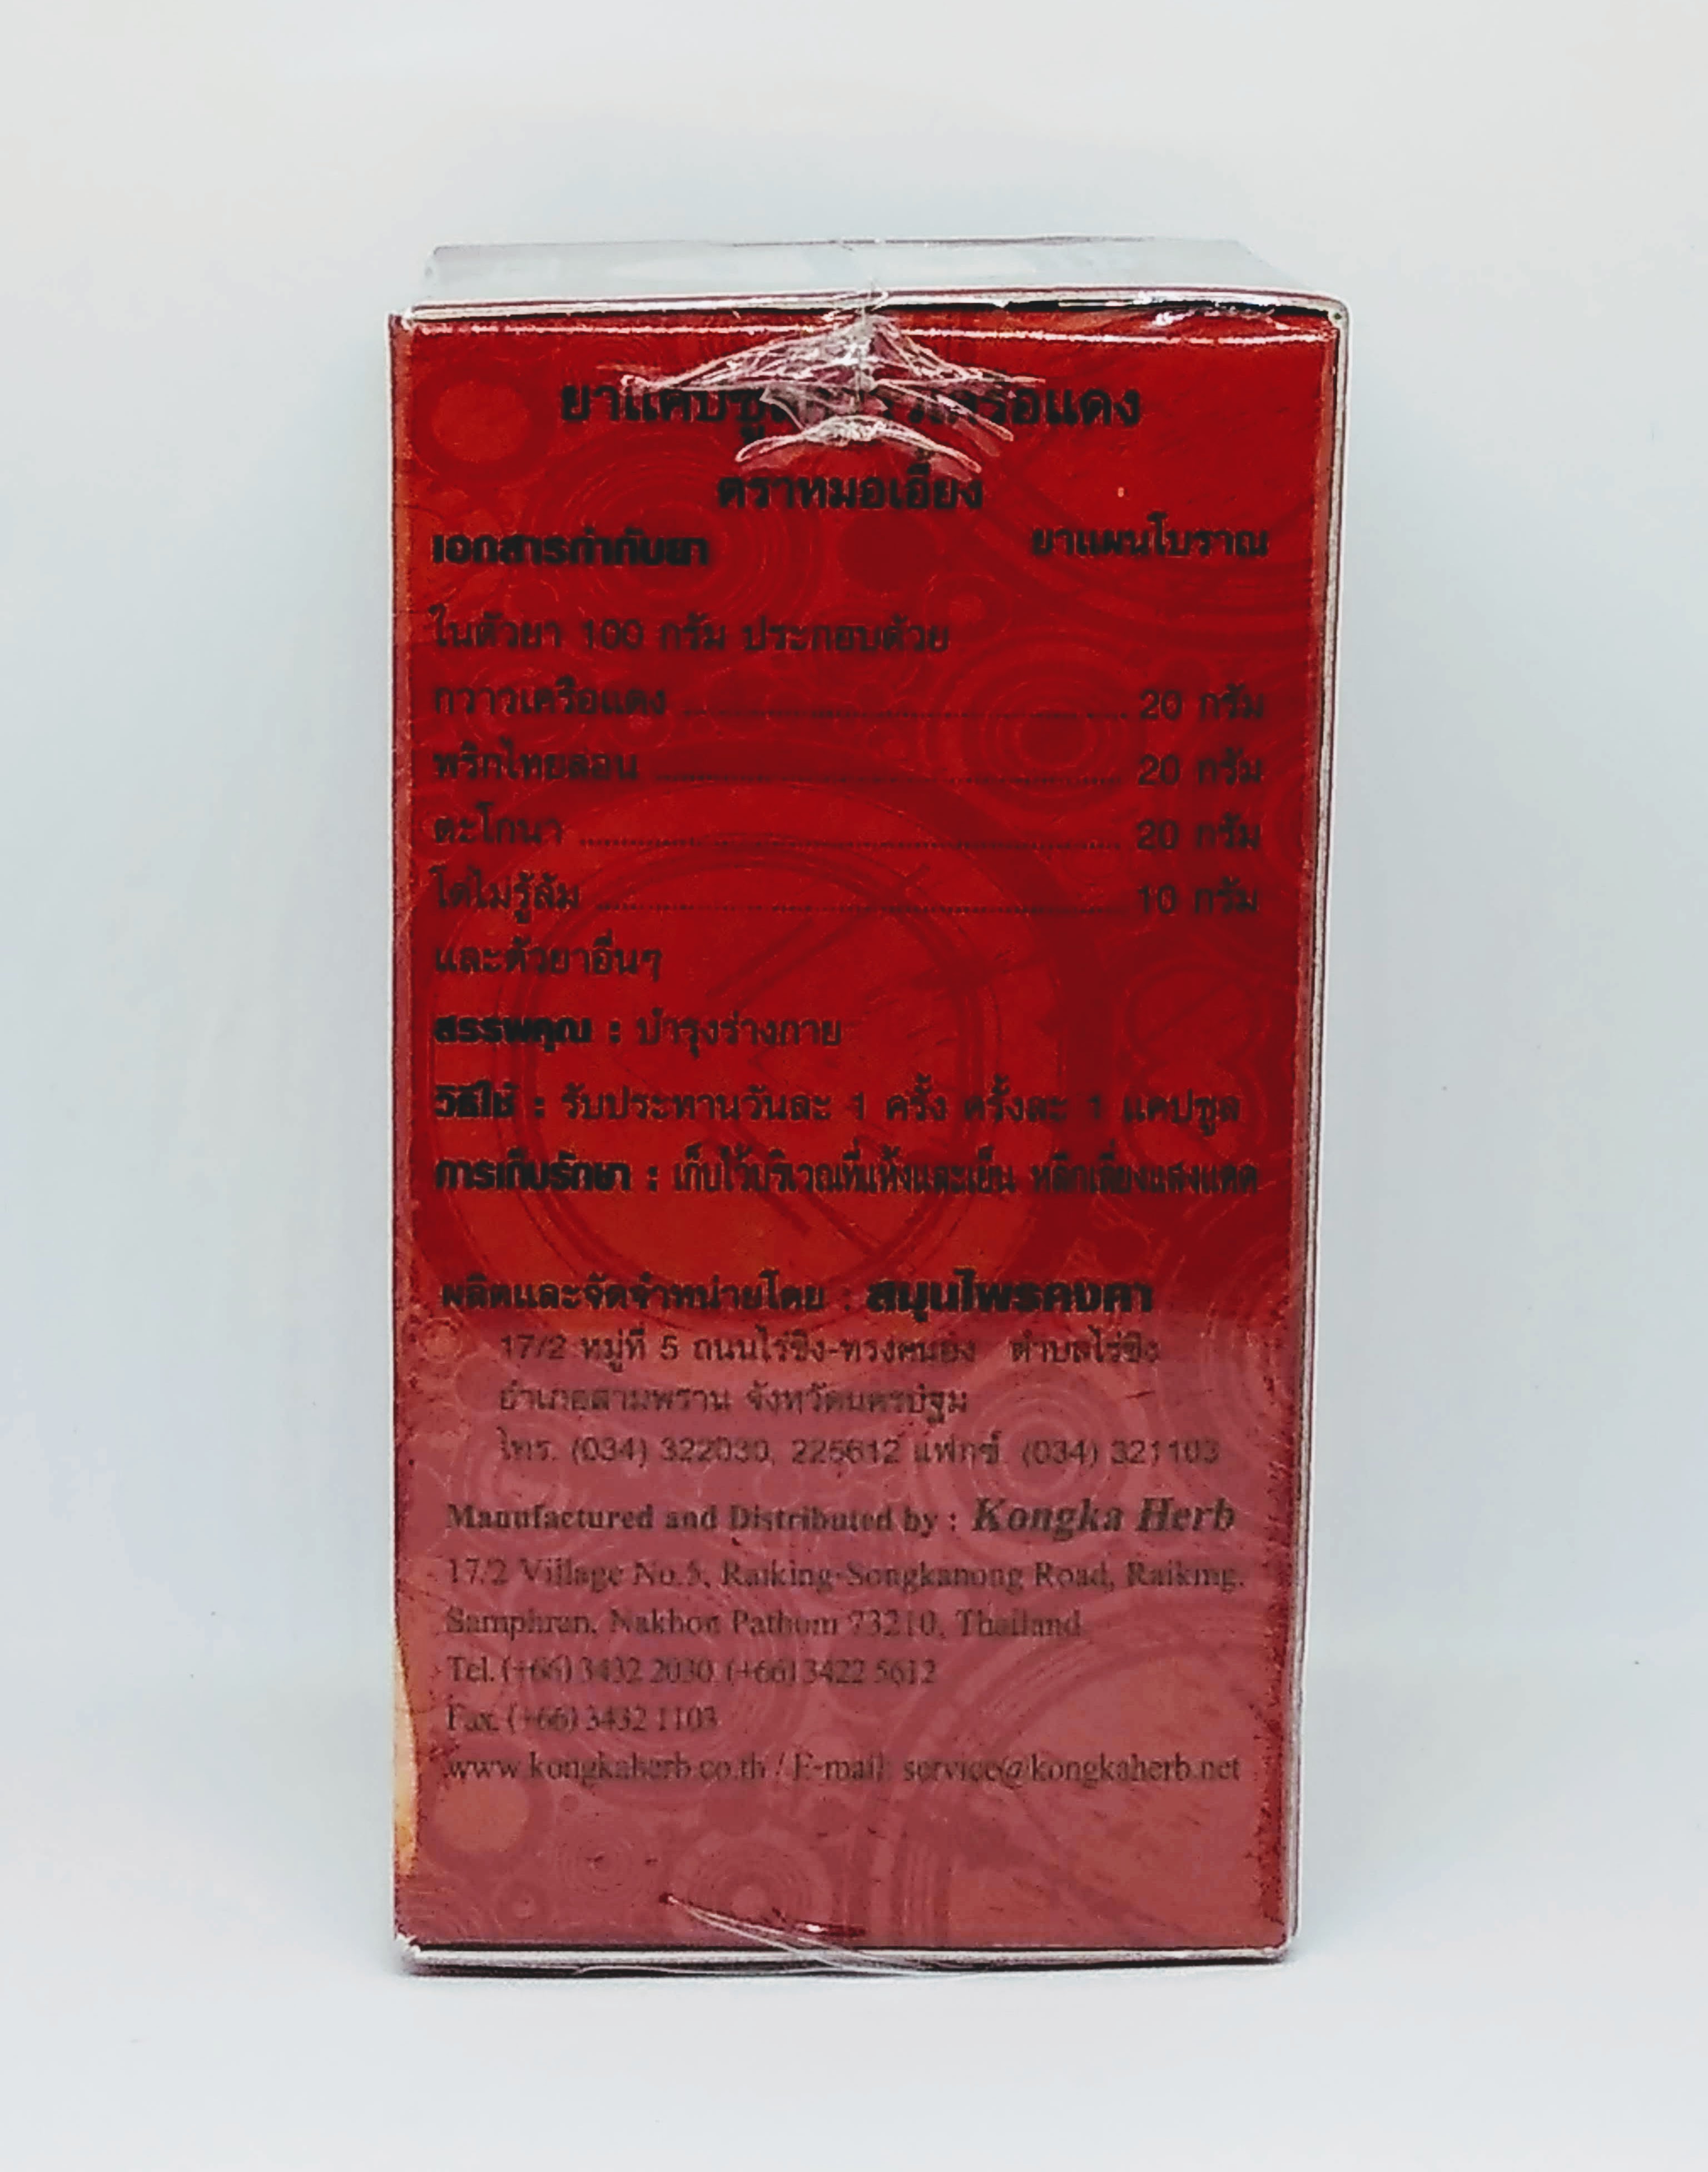 ยาแคปซูลกวาวเครือแดง
ตราหมอเอี้ยง
เอกสารกำกับยา ยาแผนโบราณ
ในตัวยา 100 กรัม ประกอบด้วย
กวาวเครือแดง 20 กรัม
พริกไทยล่อน 20 กรัม
ตะโกนา 20 กรัม
โด่ไม่รู้ล้ม 10 กรัม
และตัวยาอื่นๆ
สรรพคุณ : บำรุงร่างกาย
วิธีใช้ : รับประทานวันละ 1 ครั้ง ครั้งละ 1 แคปซูล
การเก็บรักษา : เก็บไว้บริเวณที่แห้งและเย็น หลีกเลี่ยงแสงแดด
ผลิตและจัดจำหน่ายโดย : สมุนไพรคงคา
17/2 หมู่ที่ 5 ถนนไร่ขิง-ทรงคนอง ตำบลไร่ขิง
อำเภอสามพราน จังหวัดนครปฐม
โทร. (034) 322030, 225612 แฟกซ์. (034) 321103
Manufactured and Distributed by : Kongka Herb
17/2 Village No.5, Raiking-Songkanong Road, Raiking,
Samphran, Nakhon Pathom 73210, Thailand
Tel. (+66) 3432 2030, (+66) 3422 5612
Fax. (+66) 3432 1103
www.kongkaherb.co.th / E-mail: service@kongkaherb.net